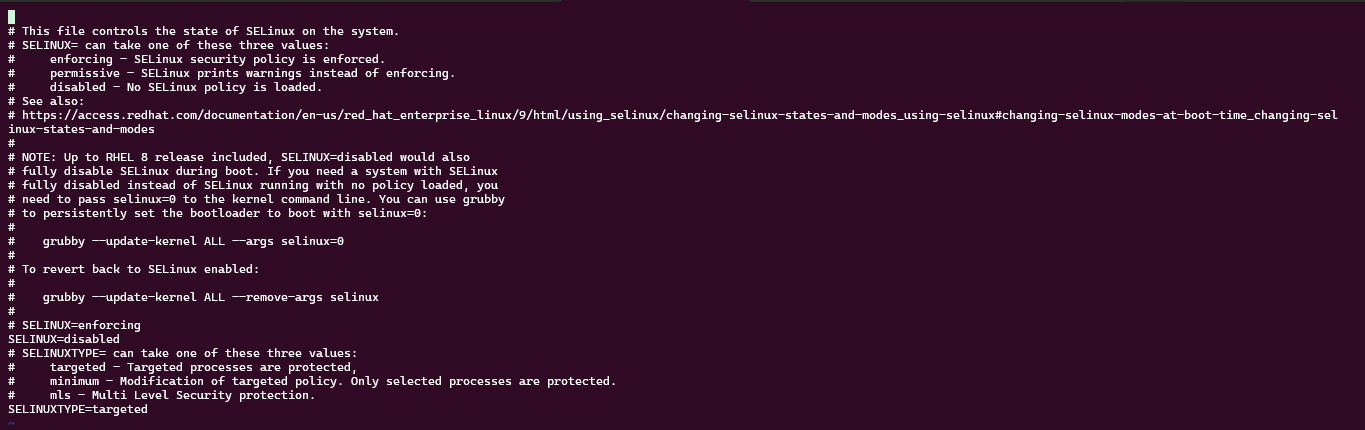 # This file controls the state of SELinux on the system.
# SELINUX= can take one of these three values:
#     enforcing - SELinux security policy is enforced.
#     permissive - SELinux prints warnings instead of enforcing.
#     disabled - No SELinux policy is loaded.
# See also:
# https://access.redhat.com/documentation/en-us/red_hat_enterprise_linux/9/html/using_selinux/changing-selinux-states-and-modes_using-selinux#changing-selinux-modes-at-boot-time_changing-sel
inux-states-and-modes
#
# NOTE: Up to RHEL 8 release included, SELINUX=disabled would also
# fully disable SELinux during boot. If you need a system with SELinux
# fully disabled instead of SELinux running with no policy loaded, you
# need to pass selinux=0 to the kernel command line. You can use grubby
# to persistently set the bootloader to boot with selinux=0:
#
#    grubby --update-kernel ALL --args selinux=0
#
# To revert back to SELinux enabled:
#
#    grubby --update-kernel ALL --remove-args selinux
#
# SELINUX=enforcing
SELINUX=disabled
# SELINUXTYPE= can take one of these three values:
#     targeted - Targeted processes are protected,
#     minimum - Modification of targeted policy. Only selected processes are protected.
#     mls - Multi Level Security protection.
SELINUXTYPE=targeted
~